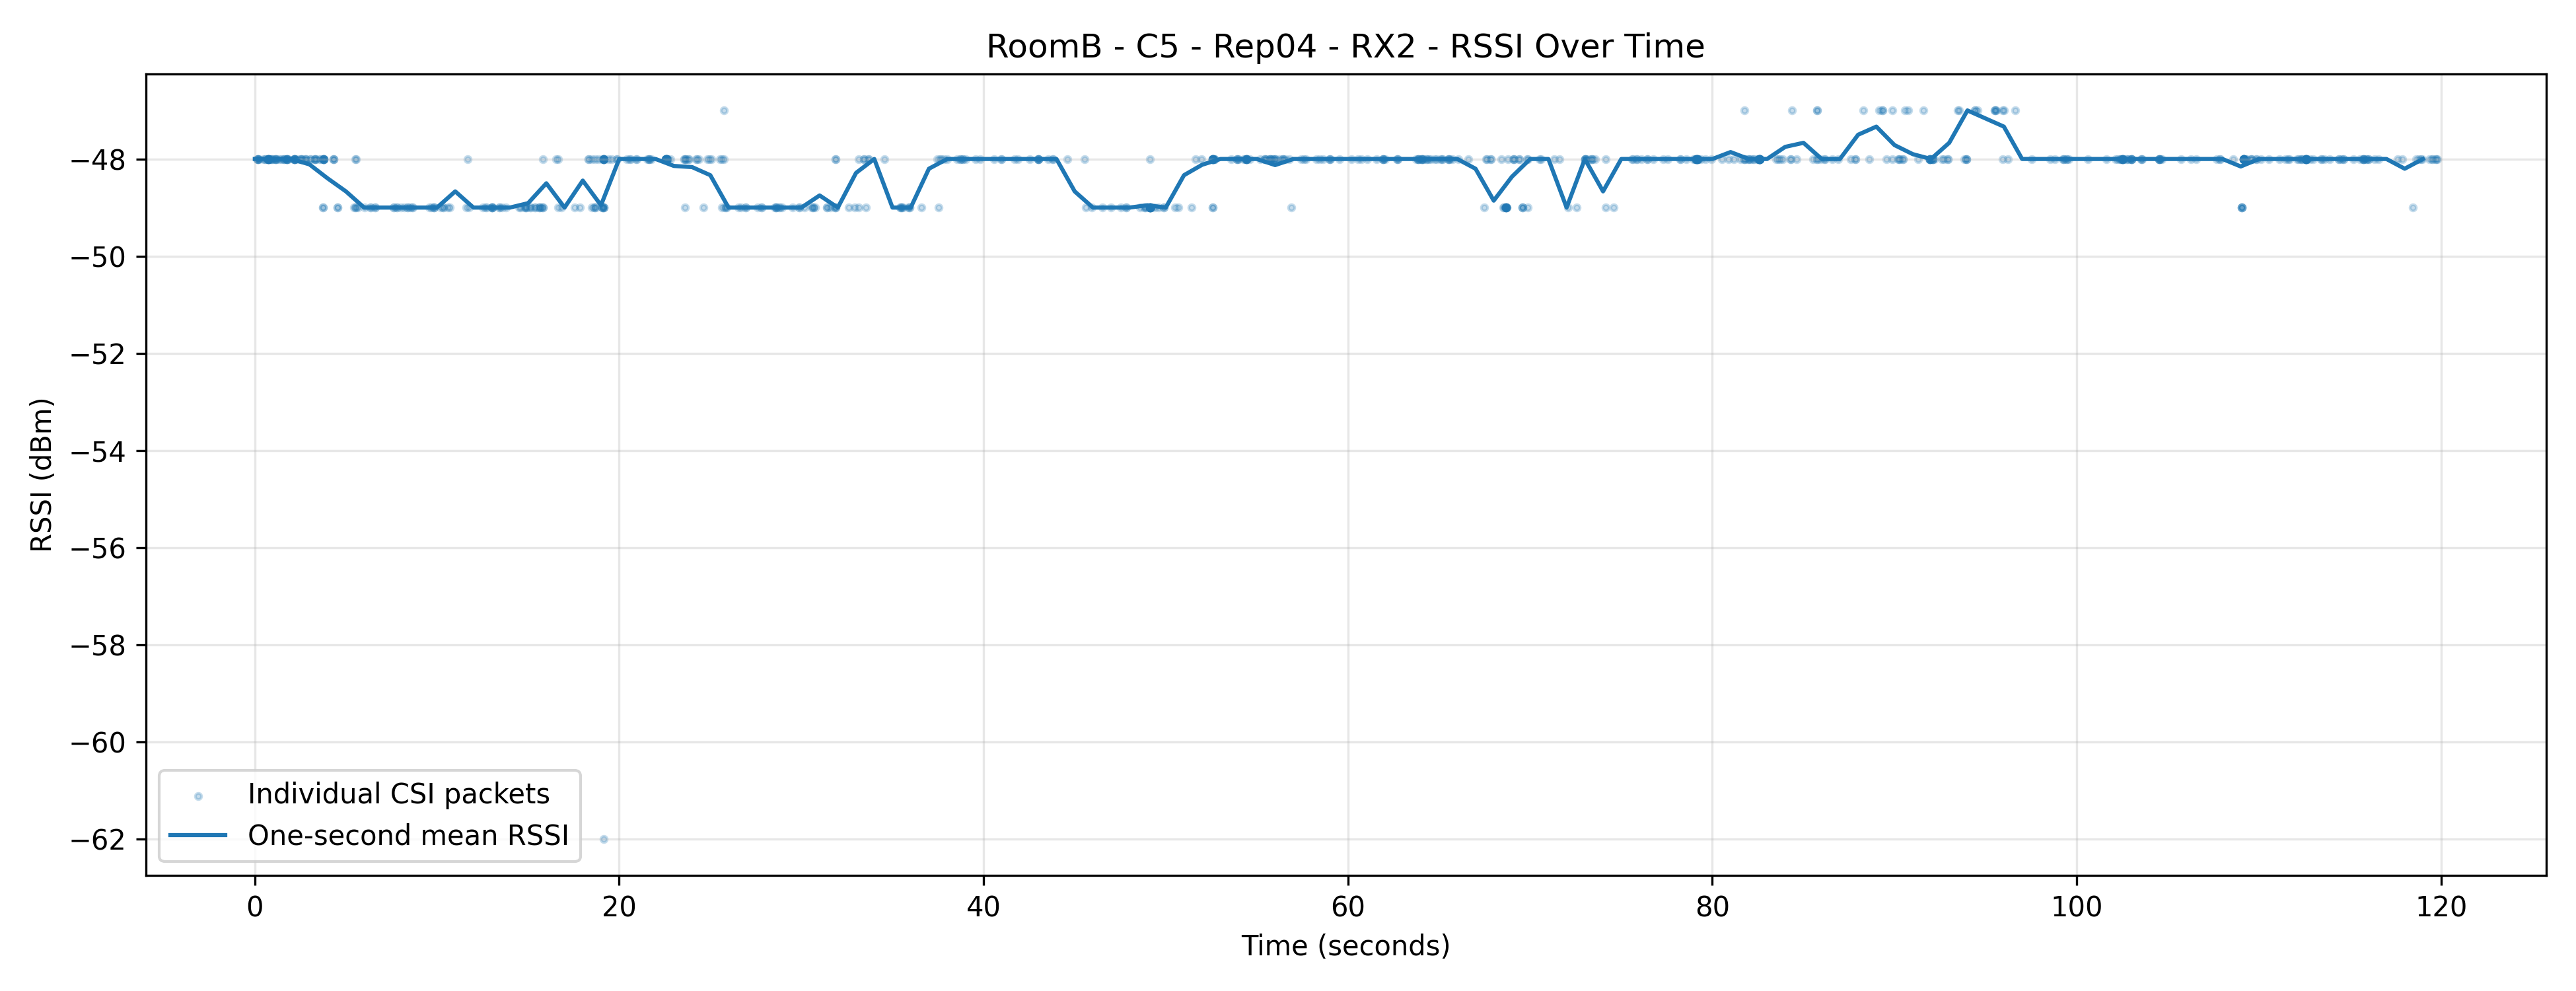 RoomB - C5 - Rep04 - RX2 - RSSI Over Time
RSSI (dBm)
−48
−50
−52
−54
−56
−58
−60
−62
Individual CSI packets
One-second mean RSSI
0 20 40 60 80 100 120
Time (seconds)